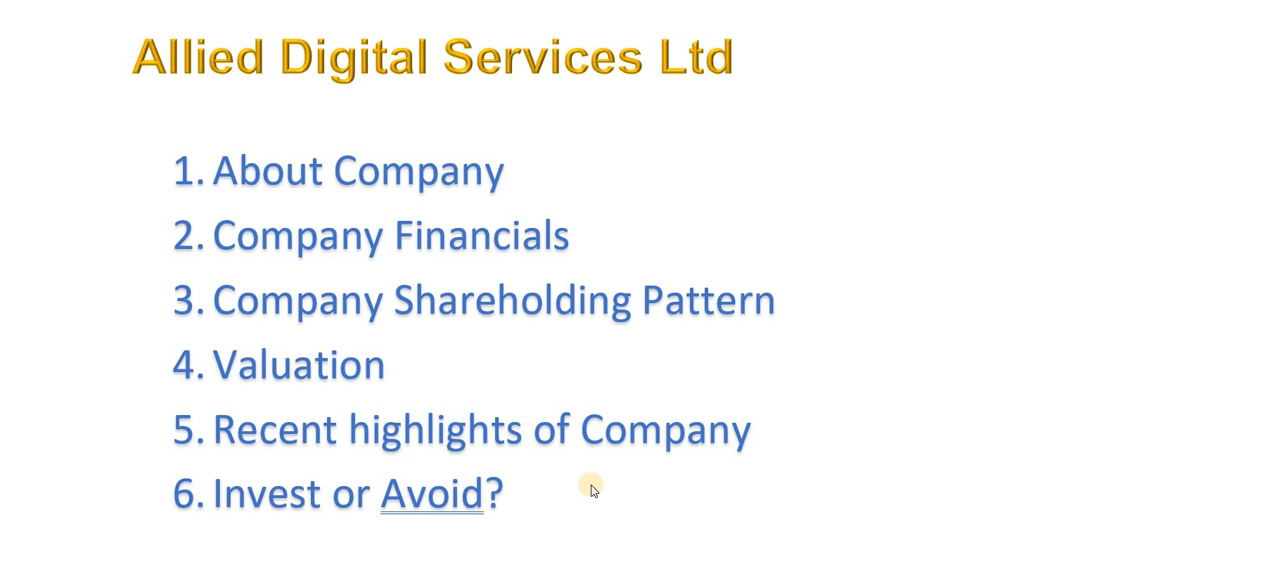 Allied Digital Services Ltd
1. About Company
2. Company Financials
3. Company Shareholding Pattern
4. Valuation
5. Recent highlights of Company
6. Invest or Avoid?